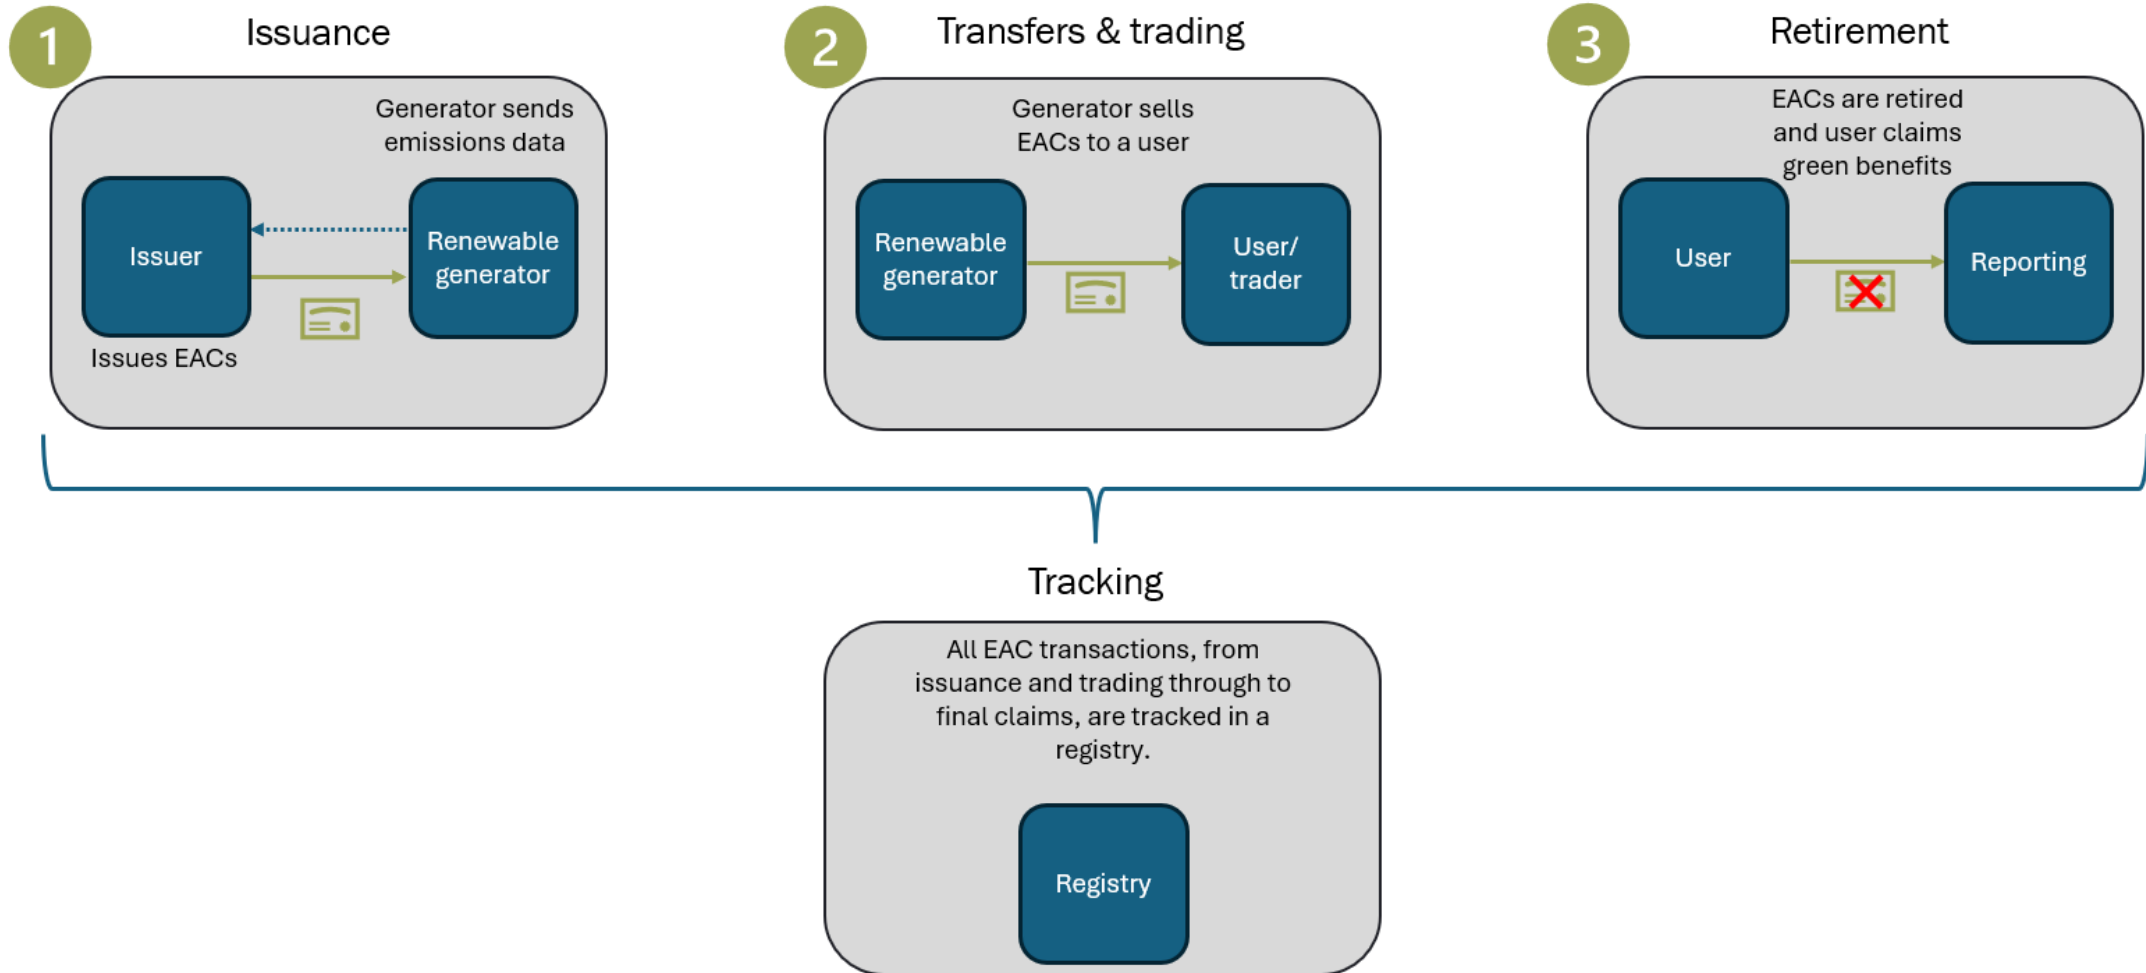 1
Issuance
Generator sends
emissions data
Issuer
Renewable
generator
Issues EACs
2
Transfers & trading
Generator sells
EACs to a user
Renewable
generator
User/
trader
3
Retirement
EACs are retired
and user claims
green benefits
User
Reporting
Tracking
All EAC transactions, from
issuance and trading through to
final claims, are tracked in a
registry.
Registry